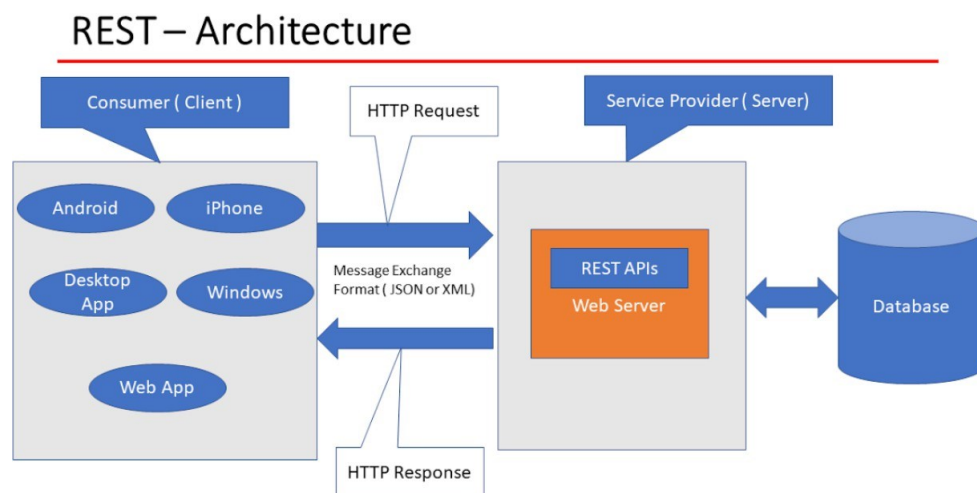 REST – Architecture
Consumer ( Client )
HTTP Request
Service Provider ( Server)
Android
iPhone
Desktop
App
Windows
Web App
Message Exchange
Format ( JSON or XML)
REST APIs
Web Server
Database
HTTP Response